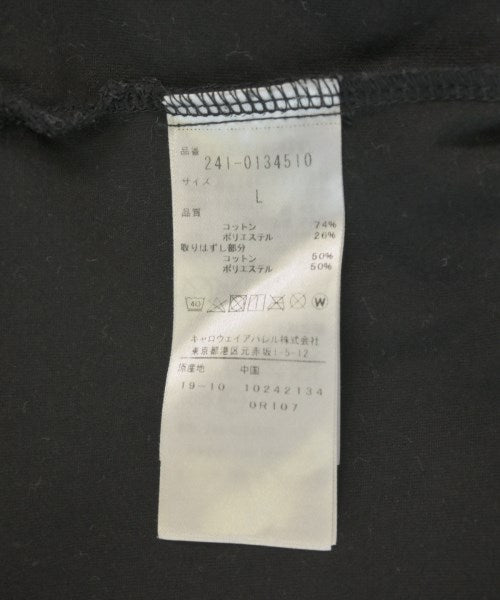 品番
241-0134510
サイズ
L
品質
コットン 74%
ポリエステル 26%
取りはずし部分
コットン 50%
ポリエステル 50%
40 W
キャロウェイアパレル株式会社
東京都港区元赤坂1-5-12
原産地 中国
19-10 10242134
0R107